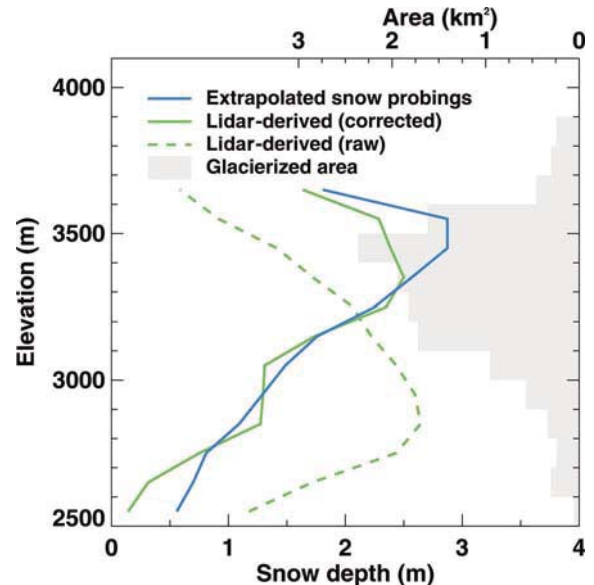 Area (km²)
3 2 1 0
4000
Extrapolated snow probings
Lidar-derived (corrected)
Lidar-derived (raw)
Glacierized area
3500
Elevation (m)
3000
2500
0 1 2 3 4
Snow depth (m)